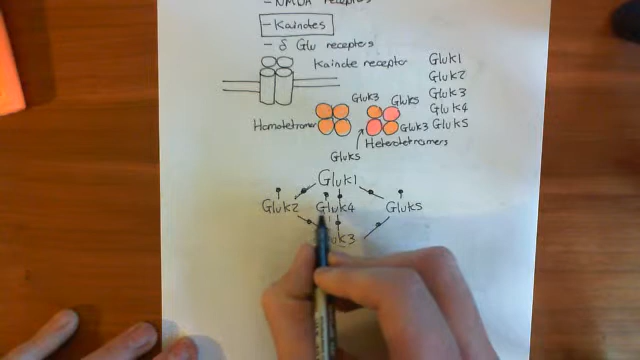 - NMDA receptors
- Kainates
- δ Glu receptors
Kainate receptor
Gluk1
Gluk2
Gluk3
Gluk4
Gluk5
Gluk3
Gluk5
Homotetramer
Gluk3
Heterotetramers
Gluk5
Gluk1
Gluk2
Gluk4
Gluk5
luk3